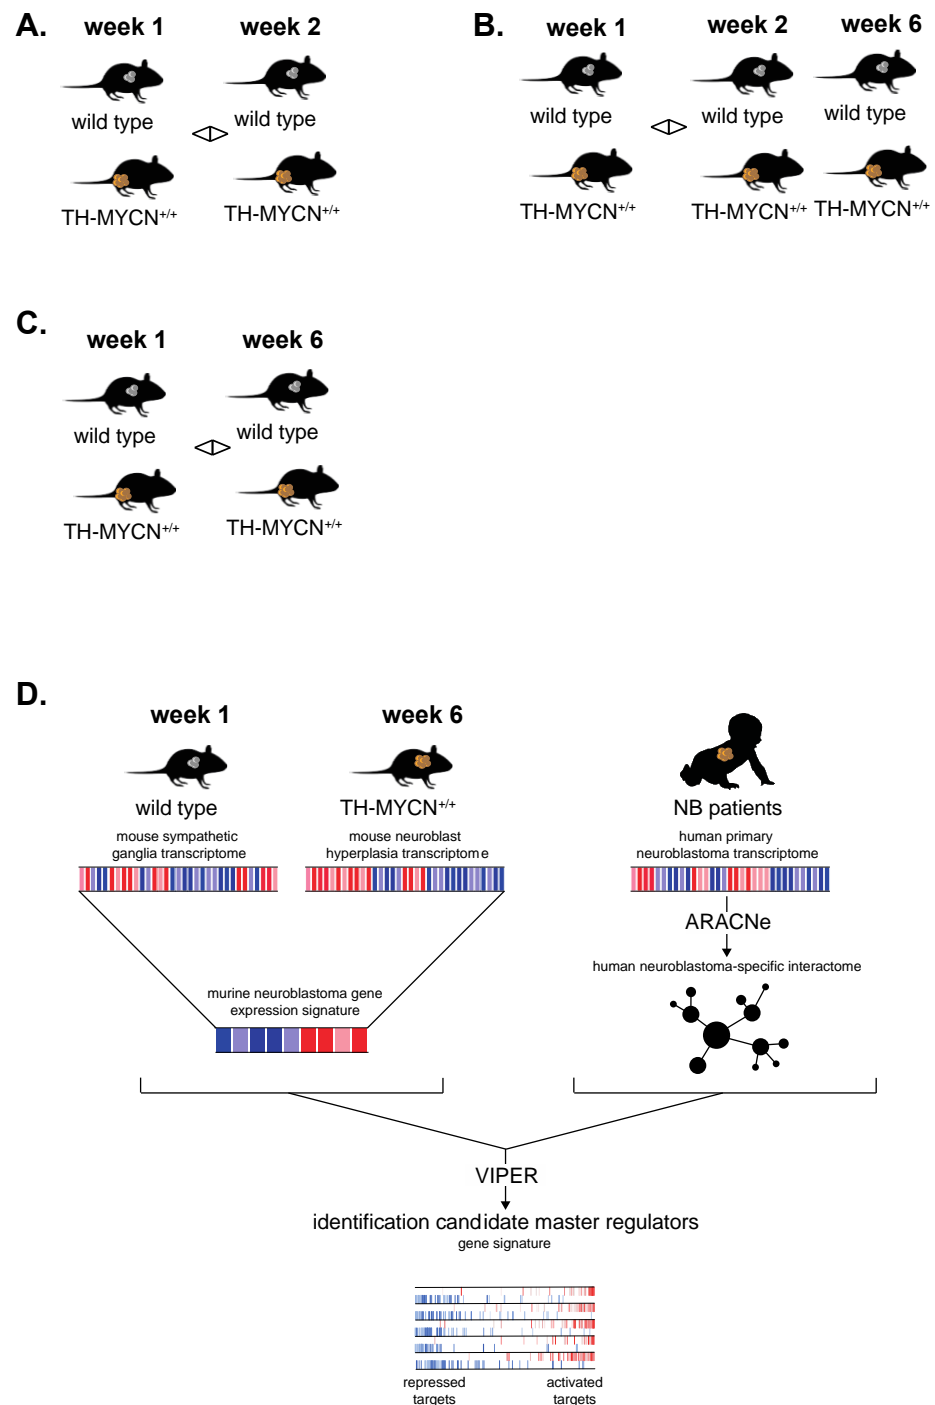 A.
week 1
week 2
wild type
wild type
TH-MYCN+/+
TH-MYCN+/+
B.
week 1
week 2
week 6
wild type
wild type
wild type
TH-MYCN+/+
TH-MYCN+/+
TH-MYCN+/+
C.
week 1
week 6
wild type
wild type
TH-MYCN+/+
TH-MYCN+/+
D.
week 1
week 6
wild type
TH-MYCN+/+
NB patients
mouse sympathetic
ganglia transcriptome
mouse neuroblast
hyperplasia transcriptome
human primary
neuroblastoma transcriptome
ARACNe
human neuroblastoma-specific interactome
murine neuroblastoma gene
expression signature
VIPER
identification candidate master regulators
gene signature
repressed
targets
activated
targets